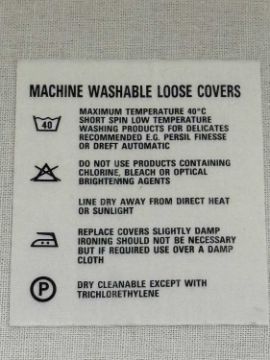 MACHINE WASHABLE LOOSE COVERS
40
MAXIMUM TEMPERATURE 40°C
SHORT SPIN LOW TEMPERATURE
WASHING PRODUCTS FOR DELICATES
RECOMMENDED E.G. PERSIL FINESSE
OR DREFT AUTOMATIC
DO NOT USE PRODUCTS CONTAINING
CHLORINE, BLEACH OR OPTICAL
BRIGHTENING AGENTS
LINE DRY AWAY FROM DIRECT HEAT
OR SUNLIGHT
REPLACE COVERS SLIGHTLY DAMP
IRONING SHOULD NOT BE NECESSARY
BUT IF REQUIRED USE OVER A DAMP
CLOTH
P
DRY CLEANABLE EXCEPT WITH
TRICHLORETHYLENE